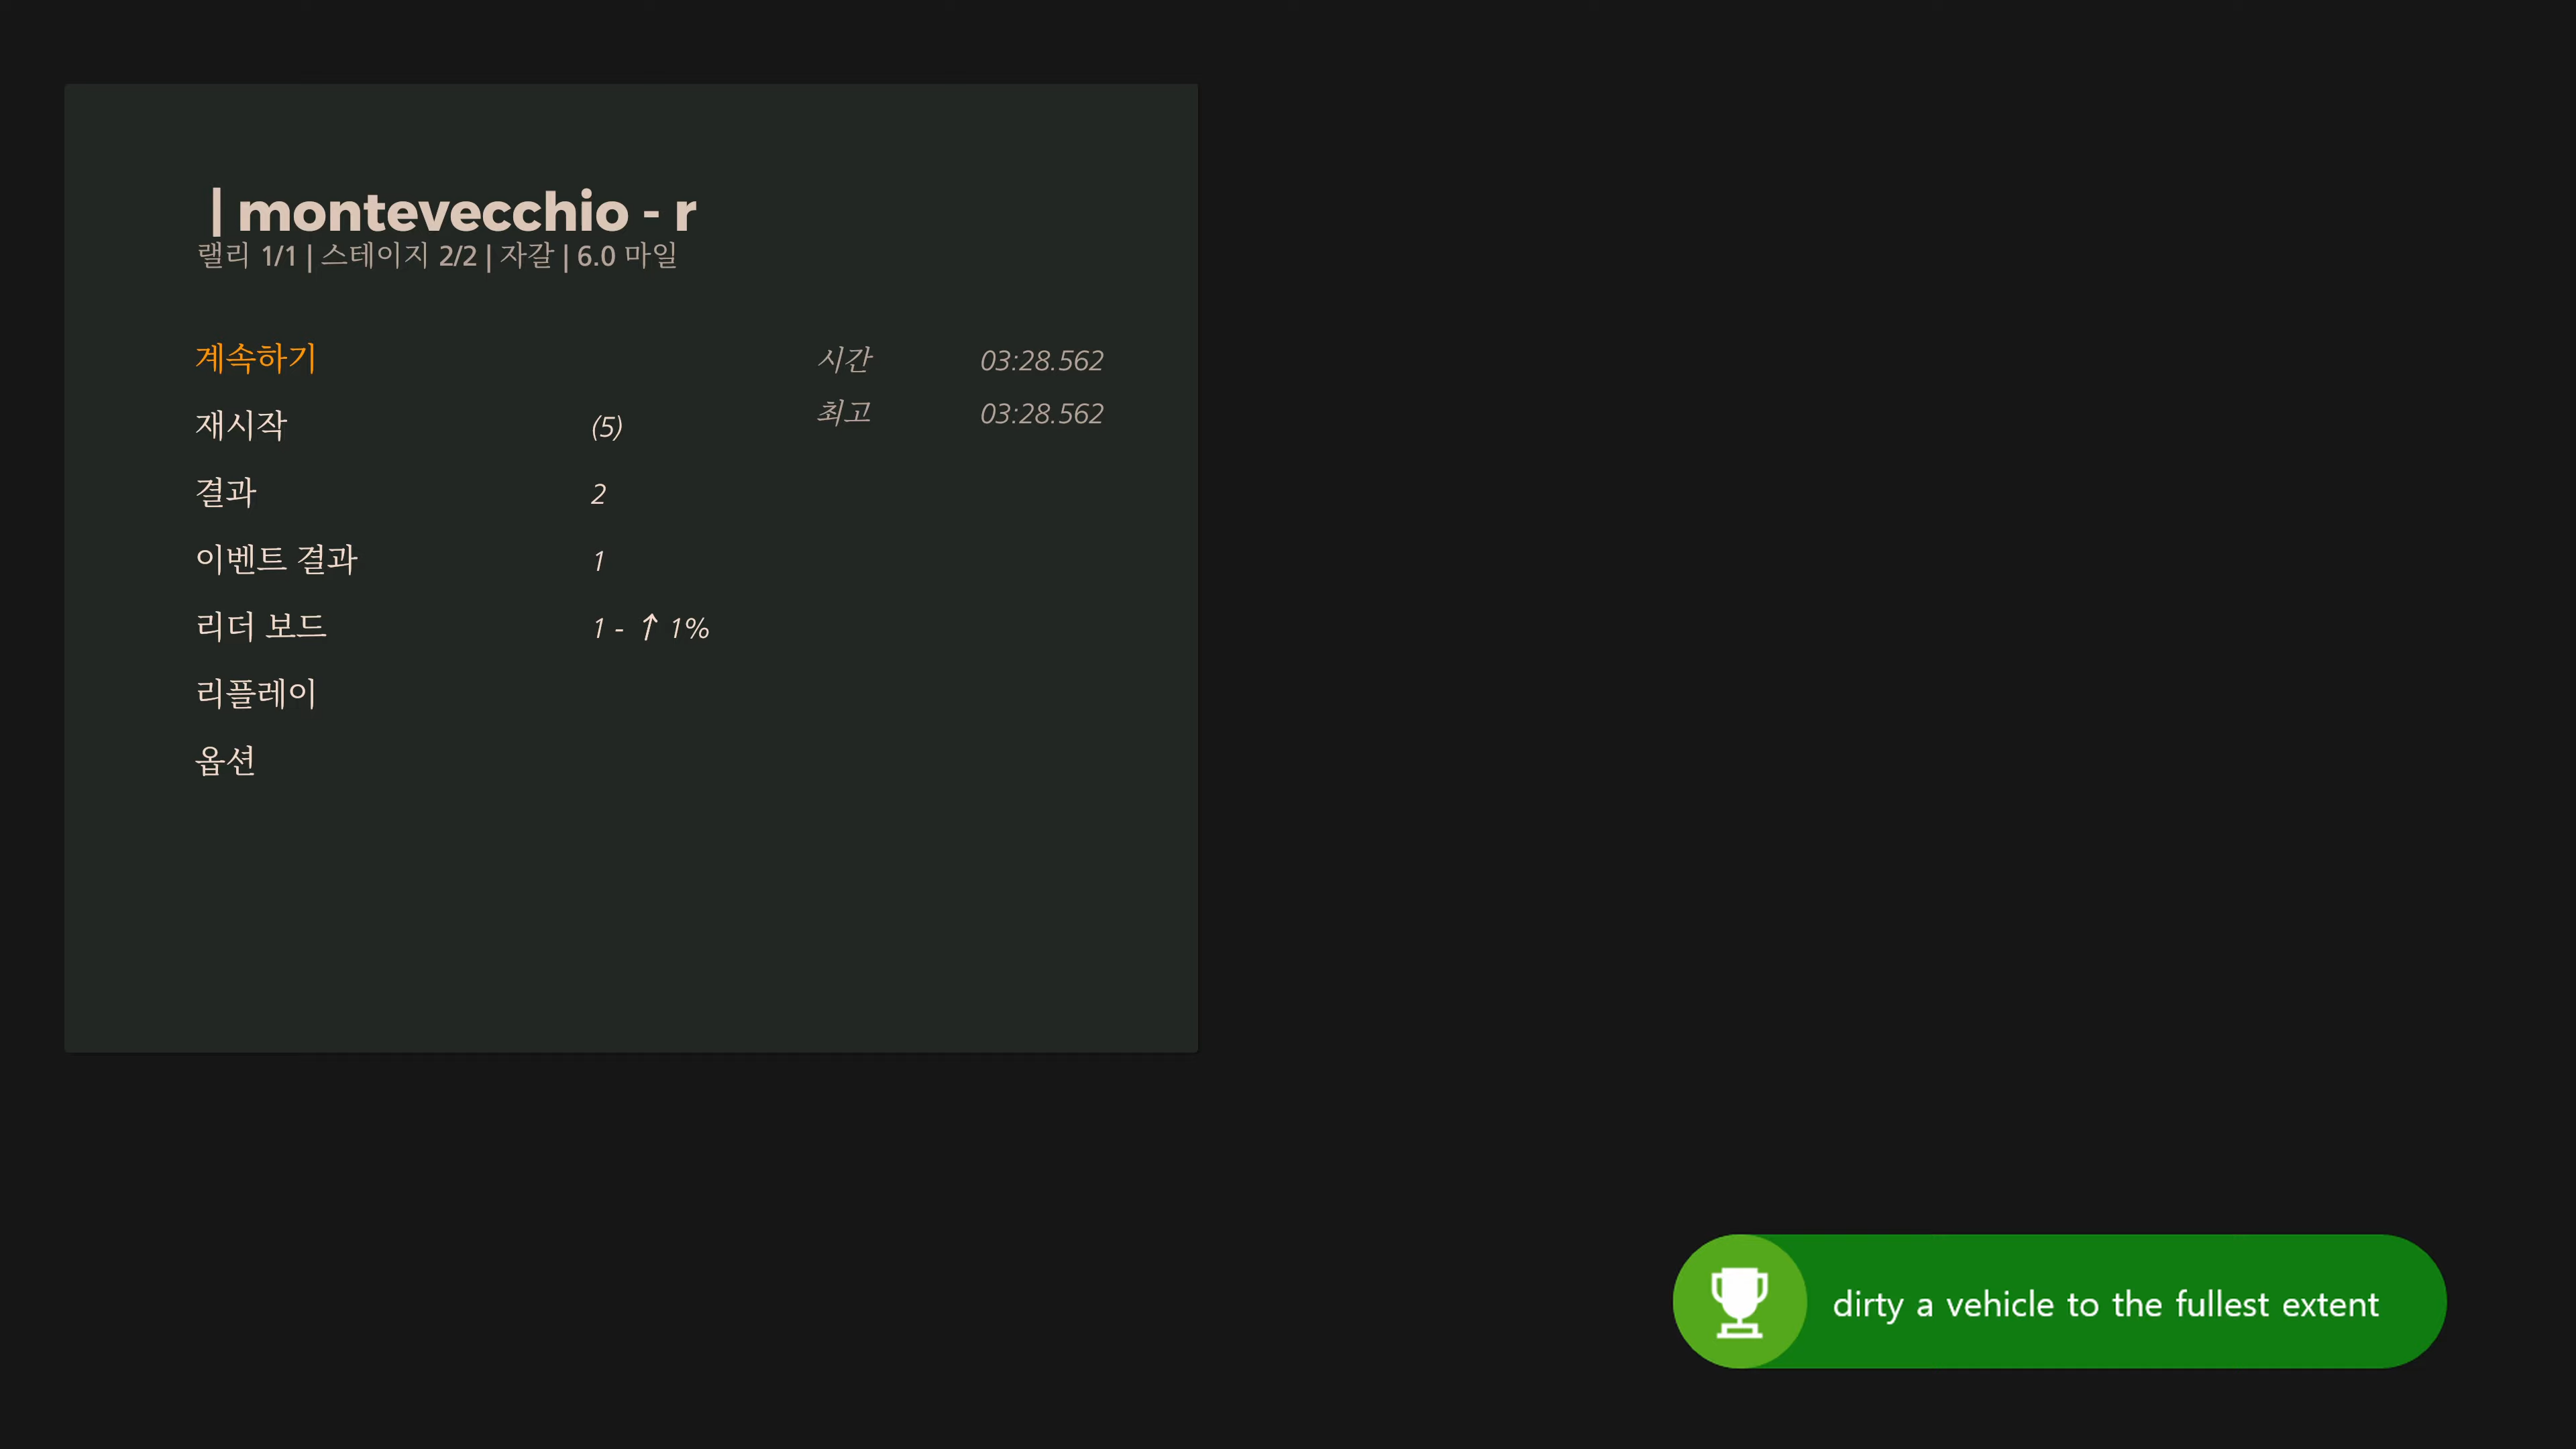 | montevecchio - r
랠리 1/1 | 스테이지 2/2 | 자갈 | 6.0 마일
계속하기
시간 03:28.562
최고 03:28.562
재시작 (5)
결과 2
이벤트 결과 1
리더 보드 1 - ↑ 1%
리플레이
옵션
dirty a vehicle to the fullest extent